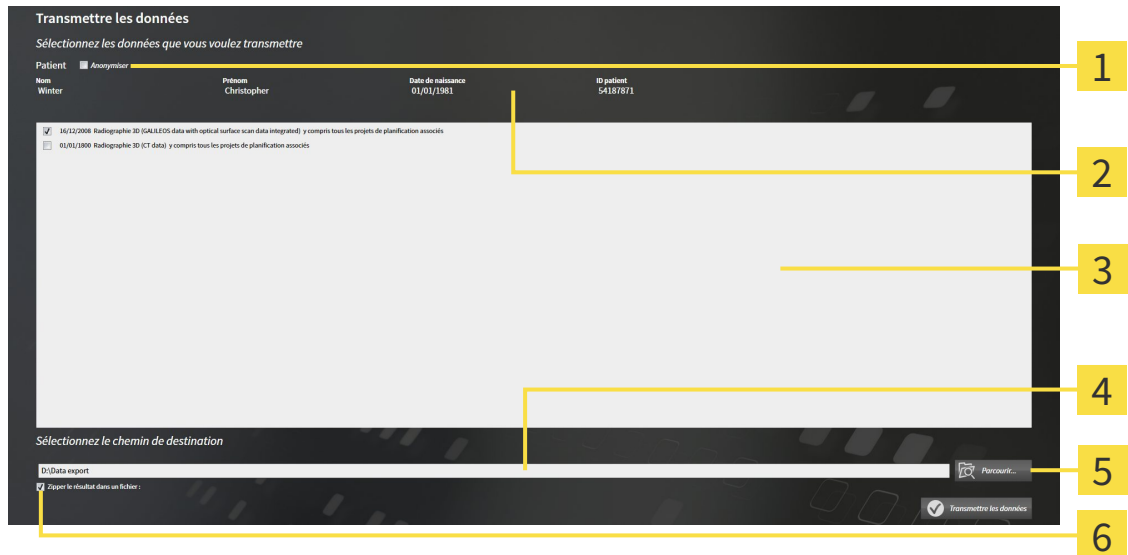 Transmettre les données
Sélectionnez les données que vous voulez transmettre
Patient Anonymiser
1
Nom Prénom Date de naissance ID patient
Winter Christopher 01/01/1981 54187871
16/12/2008 Radiographie 3D (GALILEOS data with optical surface scan data integrated) y compris tous les projets de planification associés
01/01/1800 Radiographie 3D (CT data) y compris tous les projets de planification associés
2
3
4
Sélectionnez le chemin de destination
D:\Data export Parcourir...
5
Zipper le résultat dans un fichier :
Transmettre les données
6